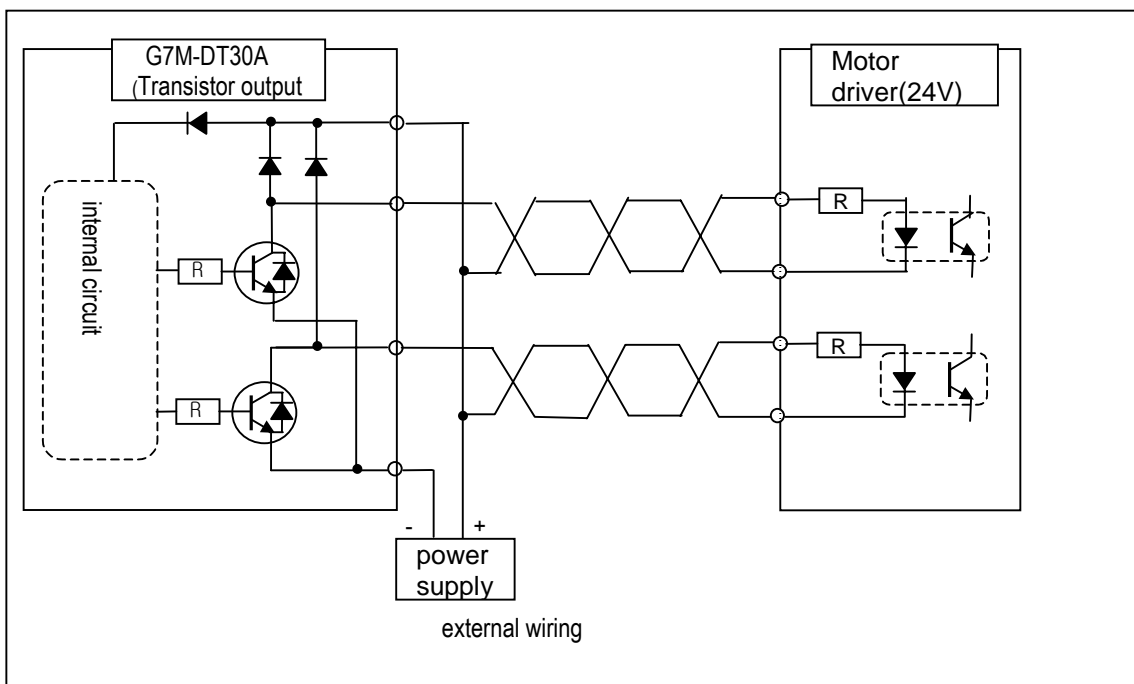 G7M-DT30A
(Transistor output
Motor
driver(24V)
internal circuit
R
R
R
R
- +
power
supply
external wiring